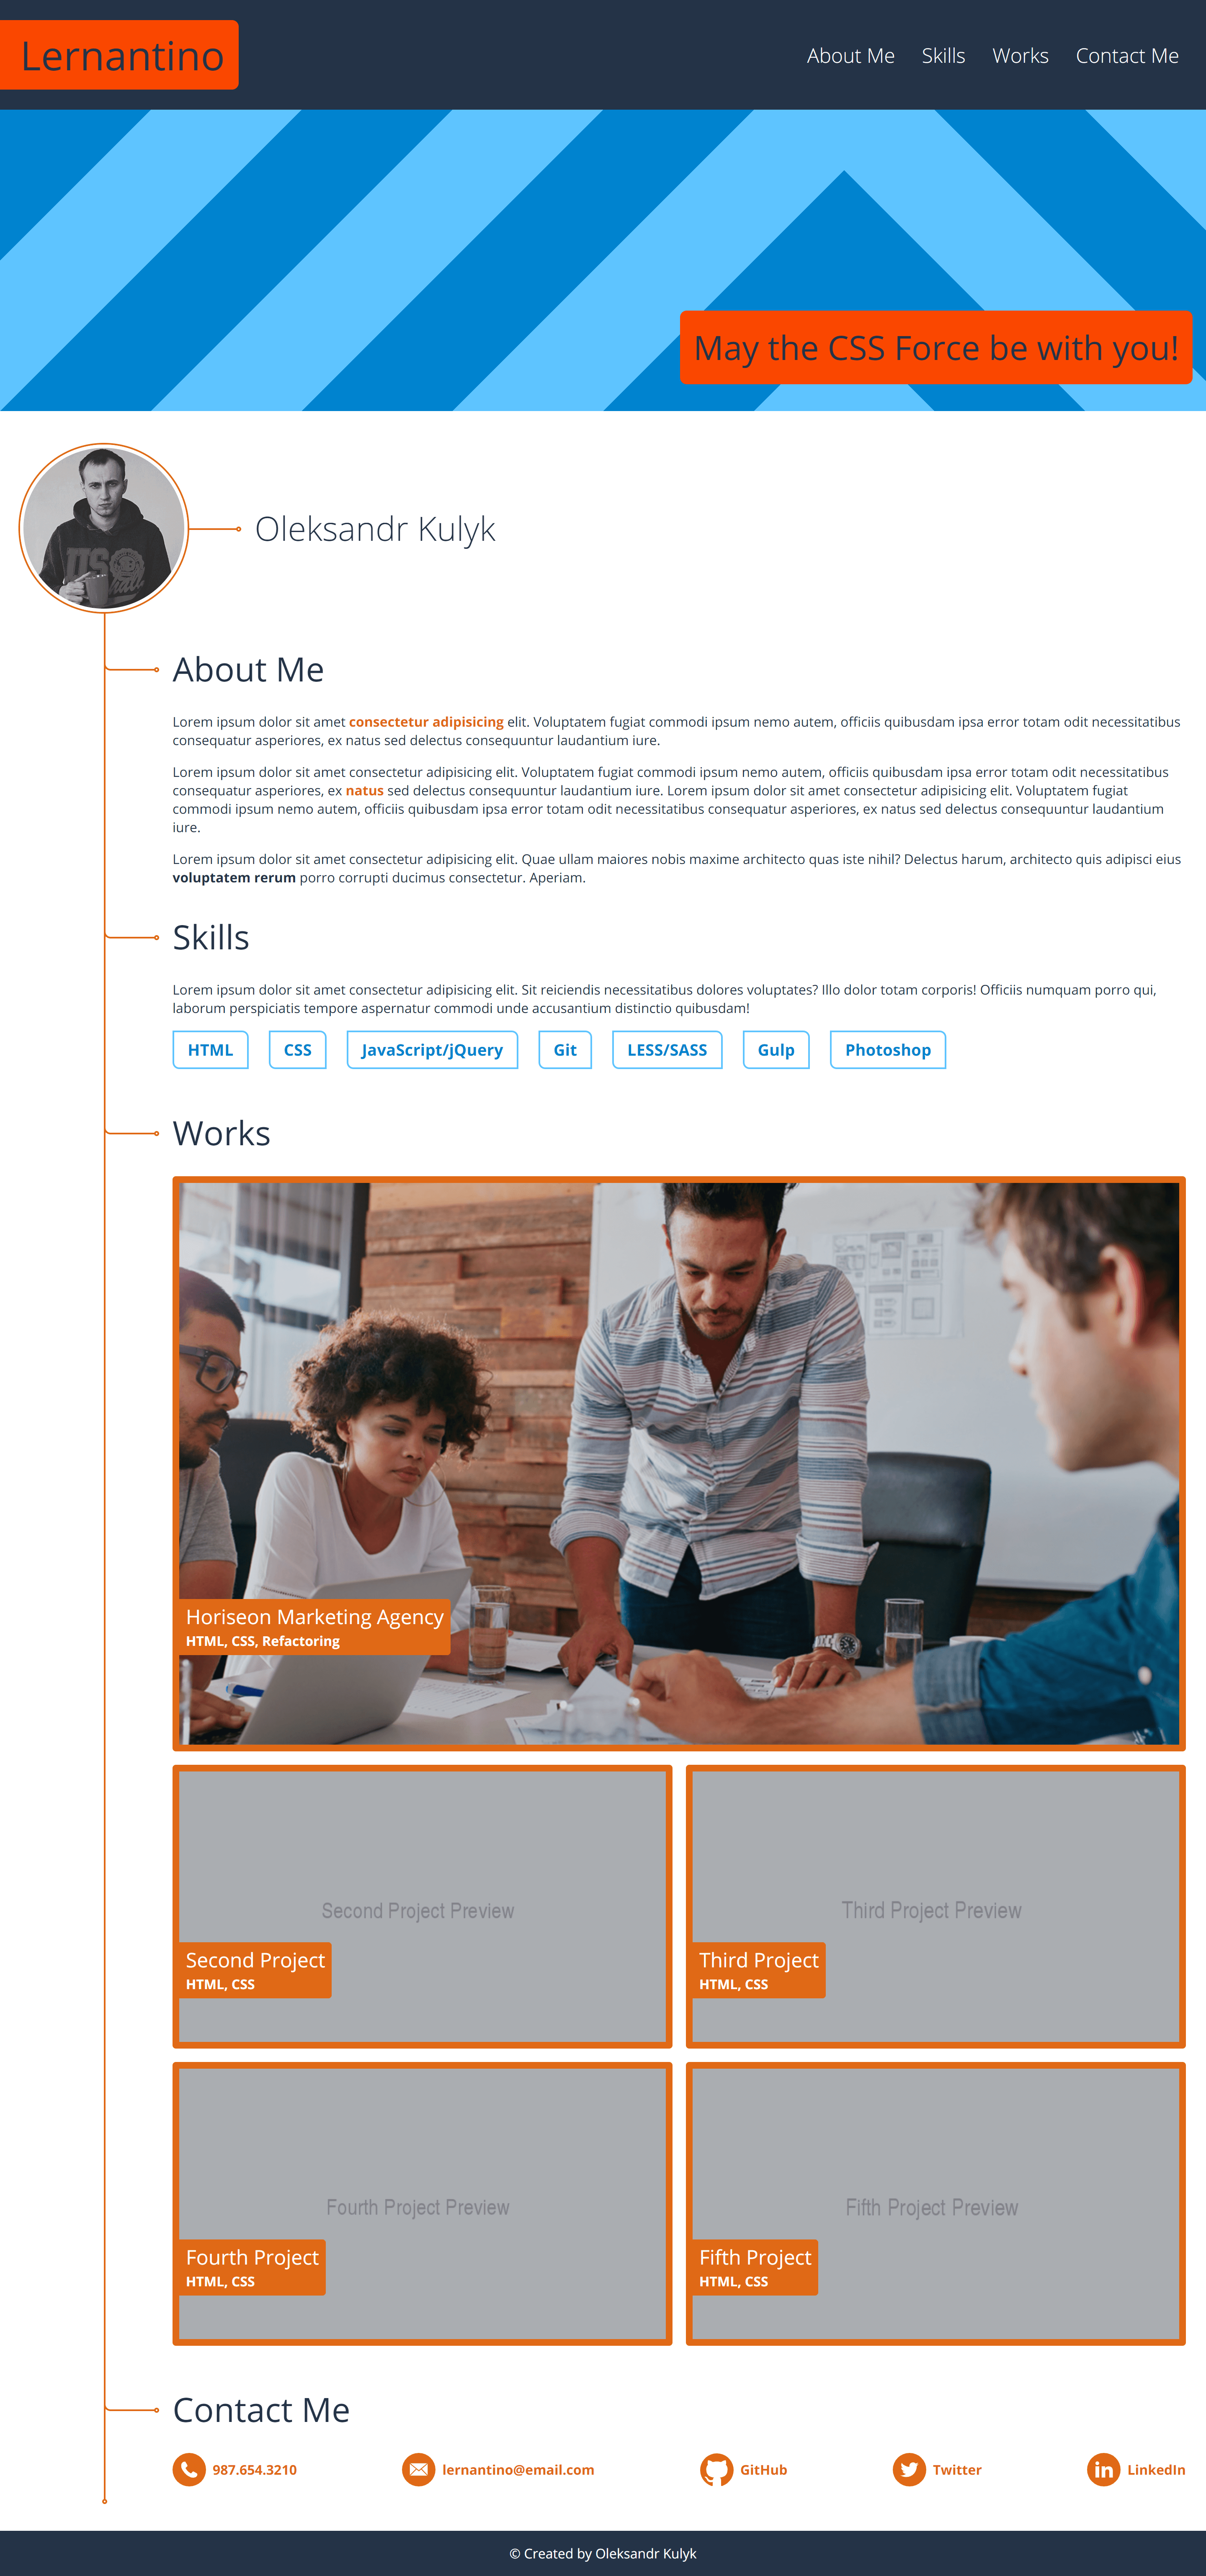 Lernantino
About Me Skills Works Contact Me
May the CSS Force be with you!
Oleksandr Kulyk
About Me
Lorem ipsum dolor sit amet consectetur adipisicing elit. Voluptatem fugiat commodi ipsum nemo autem, officiis quibusdam ipsa error totam odit necessitatibus
consequatur asperiores, ex natus sed delectus consequuntur laudantium iure.
Lorem ipsum dolor sit amet consectetur adipisicing elit. Voluptatem fugiat commodi ipsum nemo autem, officiis quibusdam ipsa error totam odit necessitatibus
consequatur asperiores, ex natus sed delectus consequuntur laudantium iure. Lorem ipsum dolor sit amet consectetur adipisicing elit. Voluptatem fugiat
commodi ipsum nemo autem, officiis quibusdam ipsa error totam odit necessitatibus consequatur asperiores, ex natus sed delectus consequuntur laudantium
iure.
Lorem ipsum dolor sit amet consectetur adipisicing elit. Quae ullam maiores nobis maxime architecto quas iste nihil? Delectus harum, architecto quis adipisci eius
voluptatem rerum porro corrupti ducimus consectetur. Aperiam.
Skills
Lorem ipsum dolor sit amet consectetur adipisicing elit. Sit reiciendis necessitatibus dolores voluptates? Illo dolor totam corporis! Officiis numquam porro qui,
laborum perspiciatis tempore aspernatur commodi unde accusantium distinctio quibusdam!
HTML CSS JavaScript/jQuery Git LESS/SASS Gulp Photoshop
Works
Horiseon Marketing Agency
HTML, CSS, Refactoring
Second Project Preview
Second Project
HTML, CSS
Third Project Preview
Third Project
HTML, CSS
Fourth Project Preview
Fourth Project
HTML, CSS
Fifth Project Preview
Fifth Project
HTML, CSS
Contact Me
987.654.3210 lernantino@email.com GitHub Twitter LinkedIn
© Created by Oleksandr Kulyk